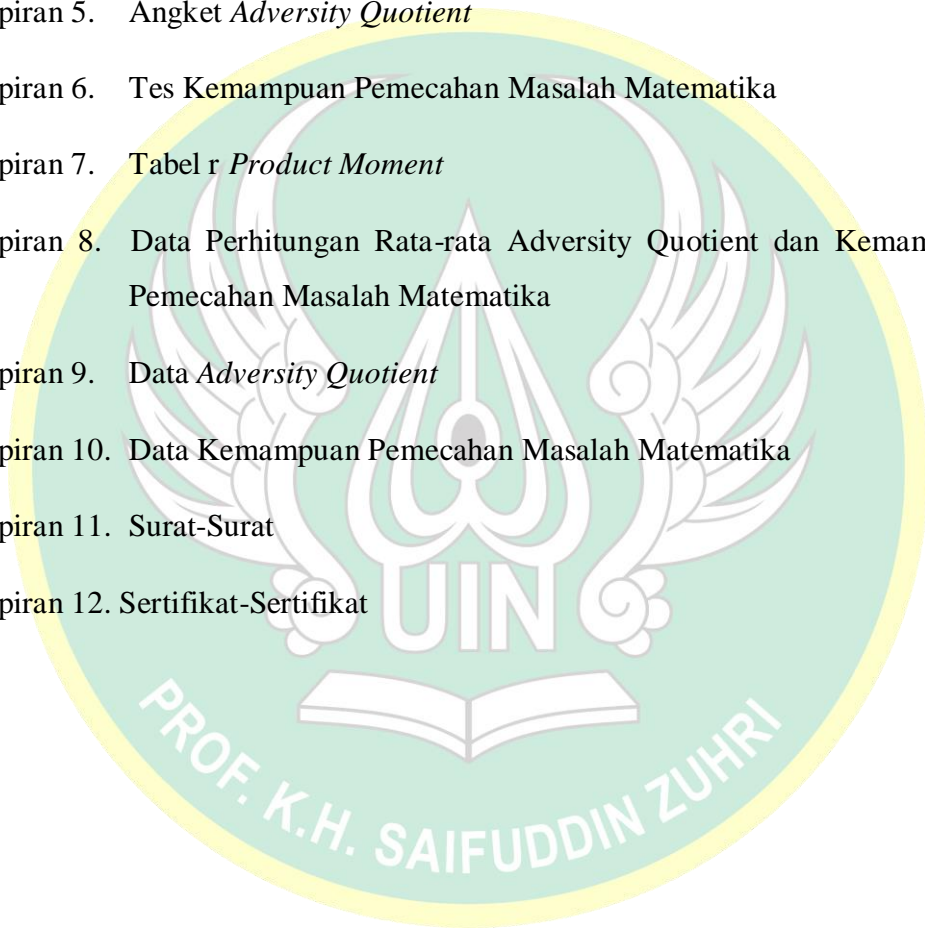 piran 5. Angket Adversity Quotient
piran 6. Tes Kemampuan Pemecahan Masalah Matematika
piran 7. Tabel r Product Moment
piran 8. Data Perhitungan Rata-rata Adversity Quotient dan Keman
Pemecahan Masalah Matematika
piran 9. Data Adversity Quotient
piran 10. Data Kemampuan Pemecahan Masalah Matematika
piran 11. Surat-Surat
piran 12. Sertifikat-Sertifikat
UIN
PROF. K.H. SAIFUDDIN ZUHRI